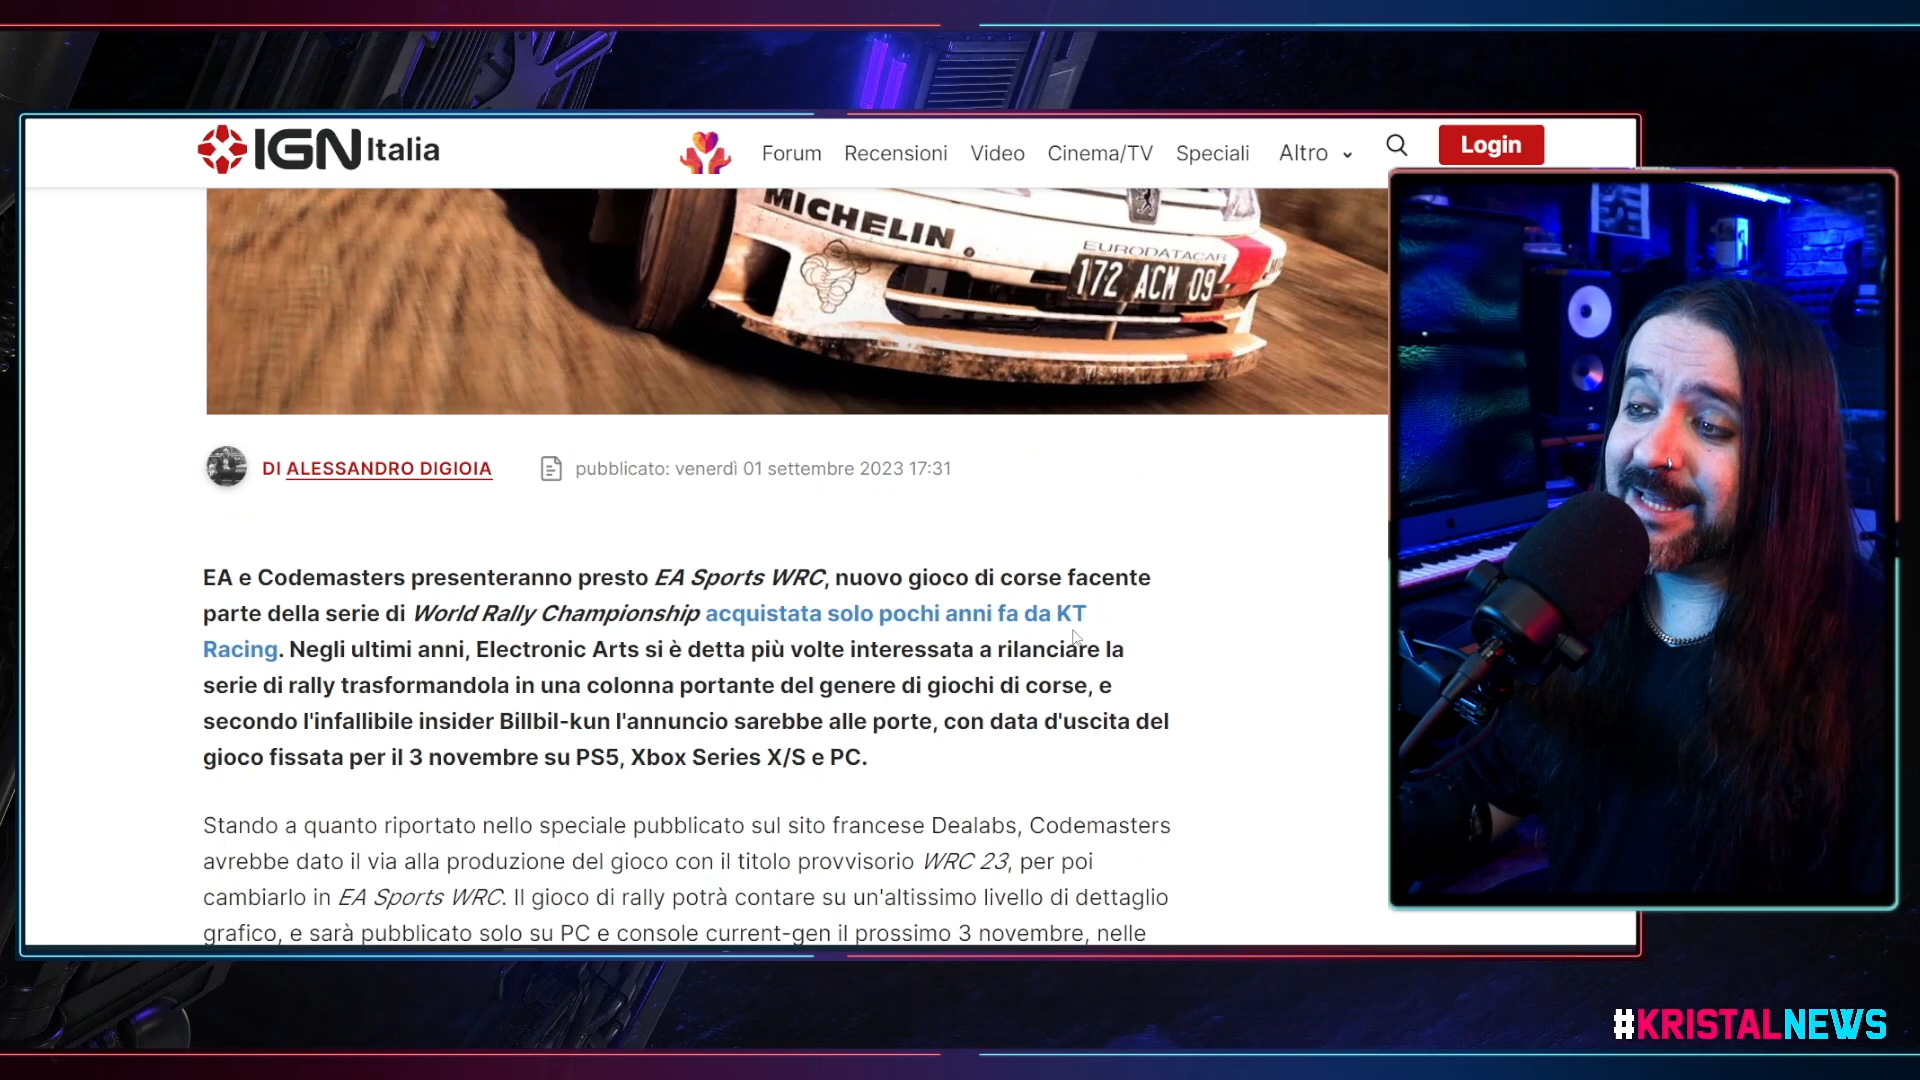 IGN Italia
Forum Recensioni Video Cinema/TV Speciali Altro Login
MICHELIN
EURODATACAR
172 ACM 09
DI ALESSANDRO DIGIOIA pubblicato: venerdì 01 settembre 2023 17:31
EA e Codemasters presenteranno presto EA Sports WRC, nuovo gioco di corse facente
parte della serie di World Rally Championship acquistata solo pochi anni fa da KT
Racing. Negli ultimi anni, Electronic Arts si è detta più volte interessata a rilanciare la
serie di rally trasformandola in una colonna portante del genere di giochi di corse, e
secondo l'infallibile insider Billbil-kun l'annuncio sarebbe alle porte, con data d'uscita del
gioco fissata per il 3 novembre su PS5, Xbox Series X/S e PC.
Stando a quanto riportato nello speciale pubblicato sul sito francese Dealabs, Codemasters
avrebbe dato il via alla produzione del gioco con il titolo provvisorio WRC 23, per poi
cambiarlo in EA Sports WRC. Il gioco di rally potrà contare su un'altissimo livello di dettaglio
grafico, e sarà pubblicato solo su PC e console current-gen il prossimo 3 novembre, nelle
#KRISTALNEWS